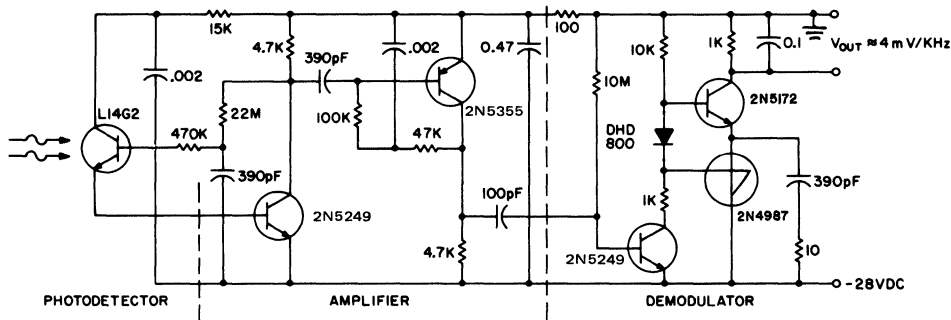 15K
4.7K
390pF
.002
0.47
100
10K
1K
0.1
VOUT ≈ 4 mV/KHz
.002
L14G2
470K
22M
100K
47K
2N5355
10M
2N5172
DHD
800
390pF
100pF
1K
390pF
2N5249
4.7K
2N5249
2N4987
10
-28VDC
PHOTODETECTOR
AMPLIFIER
DEMODULATOR